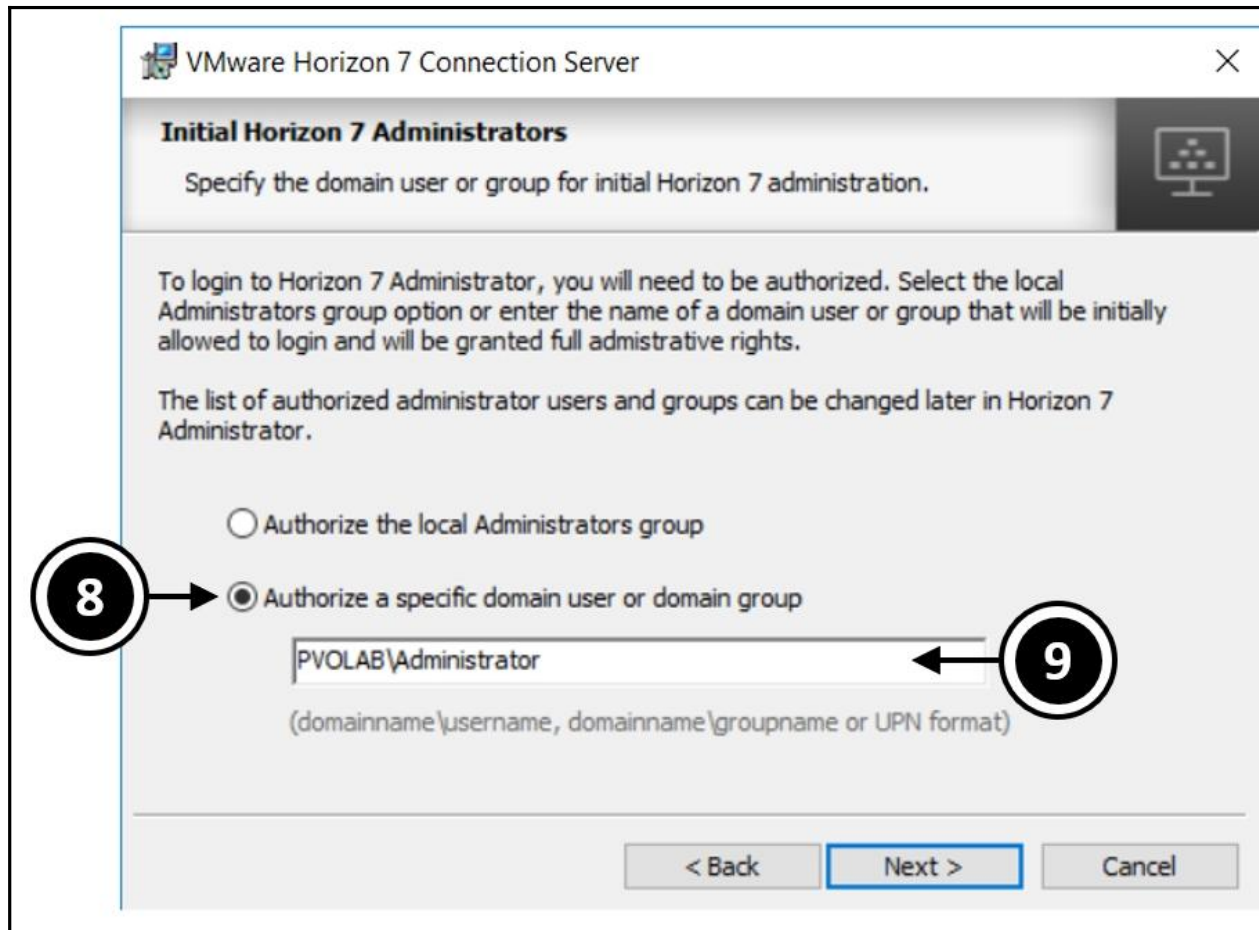 VMware Horizon 7 Connection Server
Initial Horizon 7 Administrators
Specify the domain user or group for initial Horizon 7 administration.
To login to Horizon 7 Administrator, you will need to be authorized. Select the local
Administrators group option or enter the name of a domain user or group that will be initially
allowed to login and will be granted full admistrative rights.
The list of authorized administrator users and groups can be changed later in Horizon 7
Administrator.
Authorize the local Administrators group
8
Authorize a specific domain user or domain group
PVOLAB\Administrator
9
(domainname\username, domainname\groupname or UPN format)
< Back
Next >
Cancel